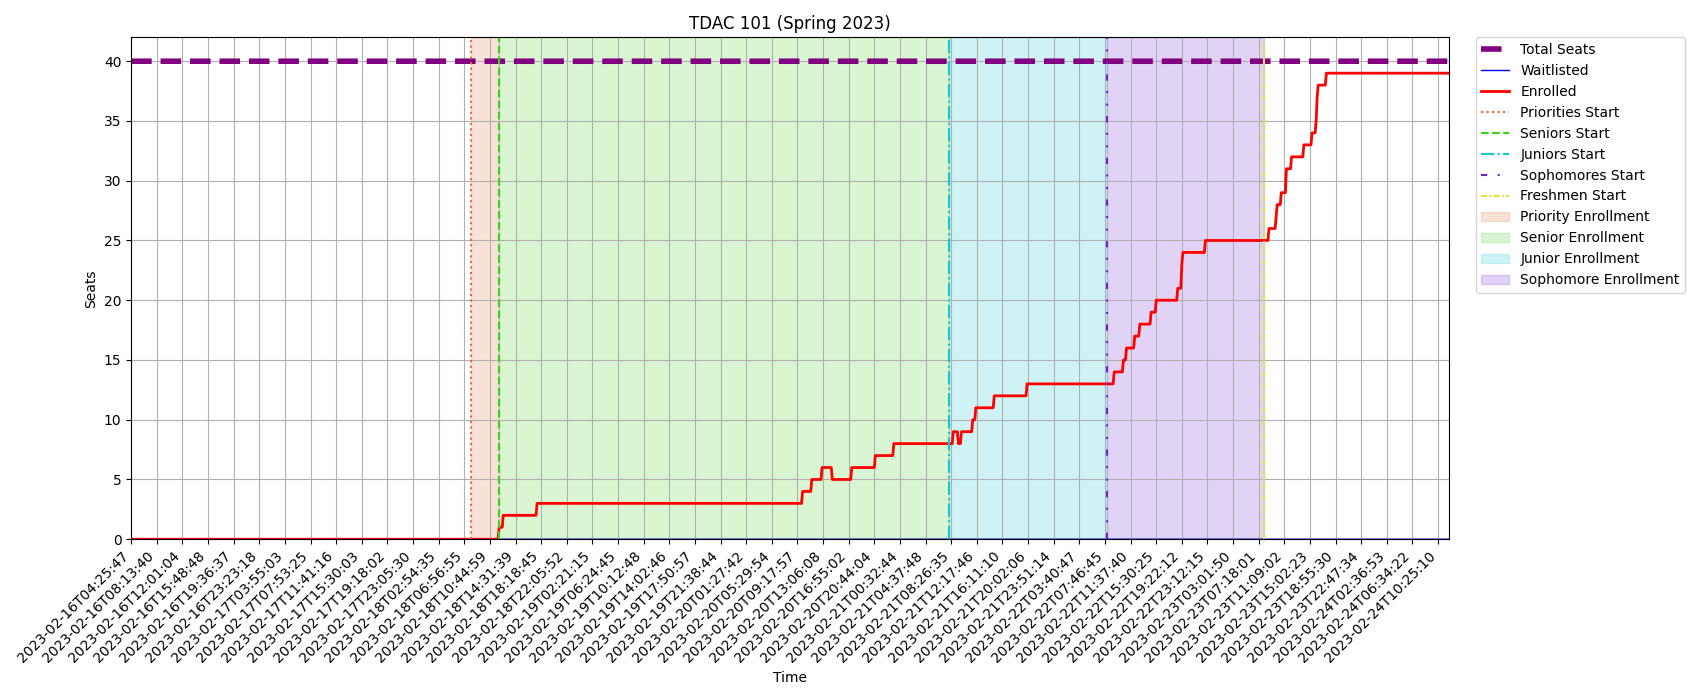 TDAC 101 (Spring 2023)
Seats
40
35
30
25
20
15
10
5
0
2023-02-16T04:25:47
2023-02-16T08:13:40
2023-02-16T12:01:04
2023-02-16T15:48:48
2023-02-16T19:36:37
2023-02-16T23:23:18
2023-02-17T03:55:03
2023-02-17T07:53:25
2023-02-17T11:41:16
2023-02-17T15:30:03
2023-02-17T19:18:02
2023-02-17T23:05:30
2023-02-18T02:54:35
2023-02-18T06:56:55
2023-02-18T10:44:59
2023-02-18T14:31:39
2023-02-18T18:18:45
2023-02-18T22:05:52
2023-02-19T02:21:15
2023-02-19T06:24:45
2023-02-19T10:12:48
2023-02-19T14:02:46
2023-02-19T17:50:57
2023-02-19T21:38:44
2023-02-20T01:27:42
2023-02-20T05:29:54
2023-02-20T09:17:57
2023-02-20T13:06:08
2023-02-20T16:55:02
2023-02-20T20:44:04
2023-02-21T00:32:44
2023-02-21T04:37:48
2023-02-21T08:26:35
2023-02-21T12:17:46
2023-02-21T16:11:10
2023-02-21T20:02:06
2023-02-21T23:51:14
2023-02-22T03:40:47
2023-02-22T07:46:45
2023-02-22T11:37:40
2023-02-22T15:30:25
2023-02-22T19:22:12
2023-02-22T23:12:15
2023-02-23T03:01:50
2023-02-23T07:18:01
2023-02-23T11:09:02
2023-02-23T15:02:23
2023-02-23T18:55:30
2023-02-23T22:47:34
2023-02-24T02:36:53
2023-02-24T06:34:22
2023-02-24T10:25:10
Time
Total Seats
Waitlisted
Enrolled
Priorities Start
Seniors Start
Juniors Start
Sophomores Start
Freshmen Start
Priority Enrollment
Senior Enrollment
Junior Enrollment
Sophomore Enrollment